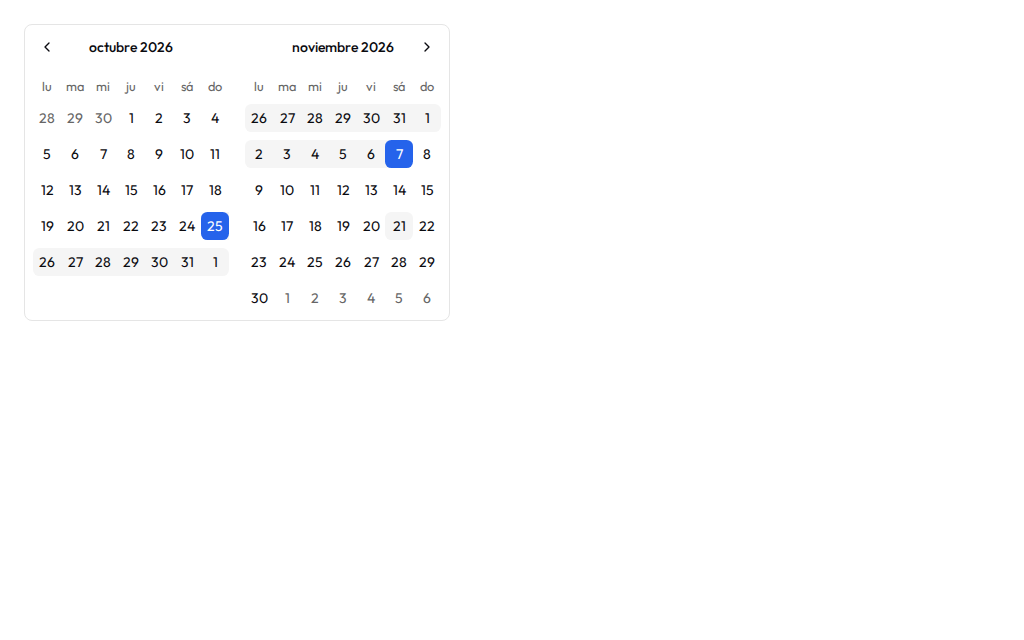 octubre 2026
lu ma mi ju vi sá do
28 29 30 1 2 3 4
5 6 7 8 9 10 11
12 13 14 15 16 17 18
19 20 21 22 23 24 25
26 27 28 29 30 31 1
noviembre 2026
lu ma mi ju vi sá do
26 27 28 29 30 31 1
2 3 4 5 6 7 8
9 10 11 12 13 14 15
16 17 18 19 20 21 22
23 24 25 26 27 28 29
30 1 2 3 4 5 6